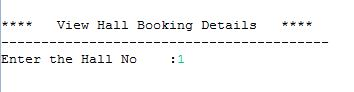 ****   View Hall Booking Details   ****
-----------------------------------------
Enter the Hall No    :1